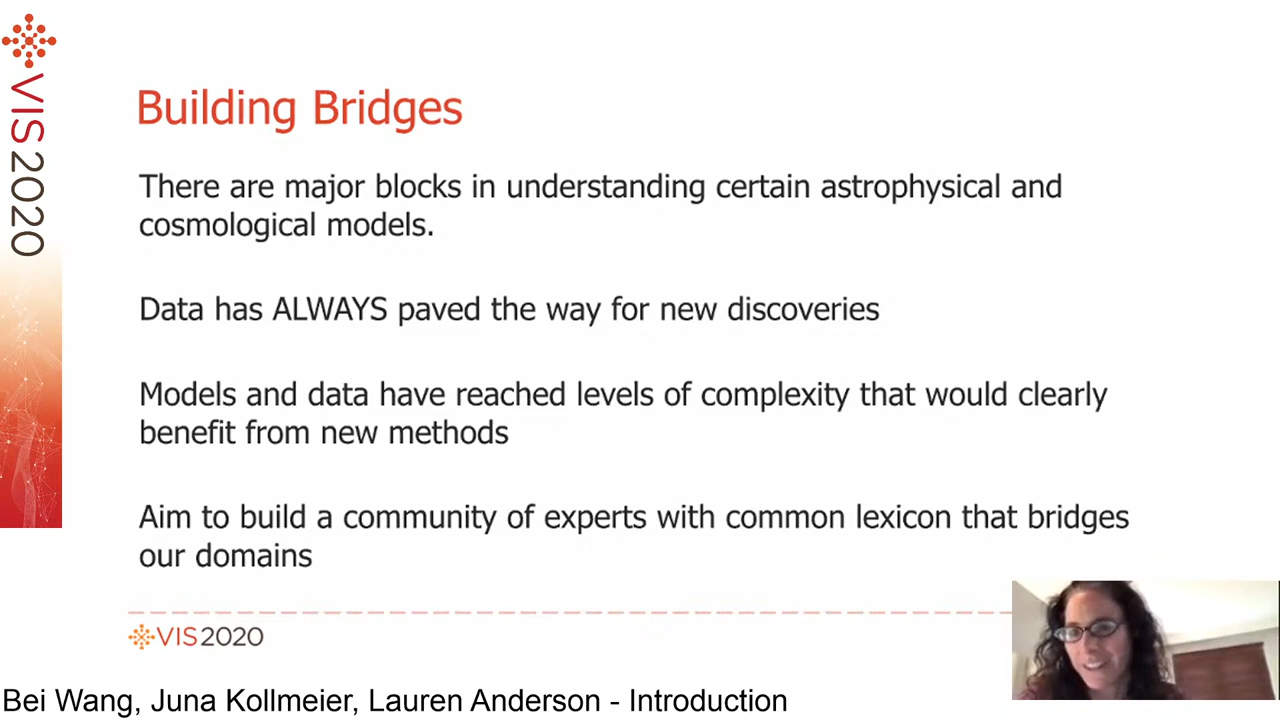 VIS2020
Building Bridges
There are major blocks in understanding certain astrophysical and
cosmological models.
Data has ALWAYS paved the way for new discoveries
Models and data have reached levels of complexity that would clearly
benefit from new methods
Aim to build a community of experts with common lexicon that bridges
our domains
VIS2020
Bei Wang, Juna Kollmeier, Lauren Anderson - Introduction